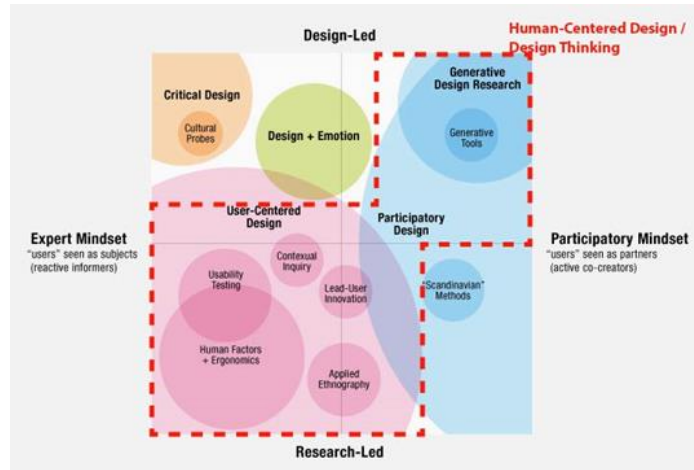 Design-Led
Human-Centered Design /
Design Thinking
Critical Design
Cultural
Probes
Design + Emotion
Generative
Design Research
Generative
Tools
User-Centered
Design
Participatory
Design
Expert Mindset
"users" seen as subjects
(reactive informers)
Participatory Mindset
"users" seen as partners
(active co-creators)
Contexual
Inquiry
Usability
Testing
Lead-User
Innovation
"Scandinavian"
Methods
Human Factors
+ Ergonomics
Applied
Ethnography
Research-Led